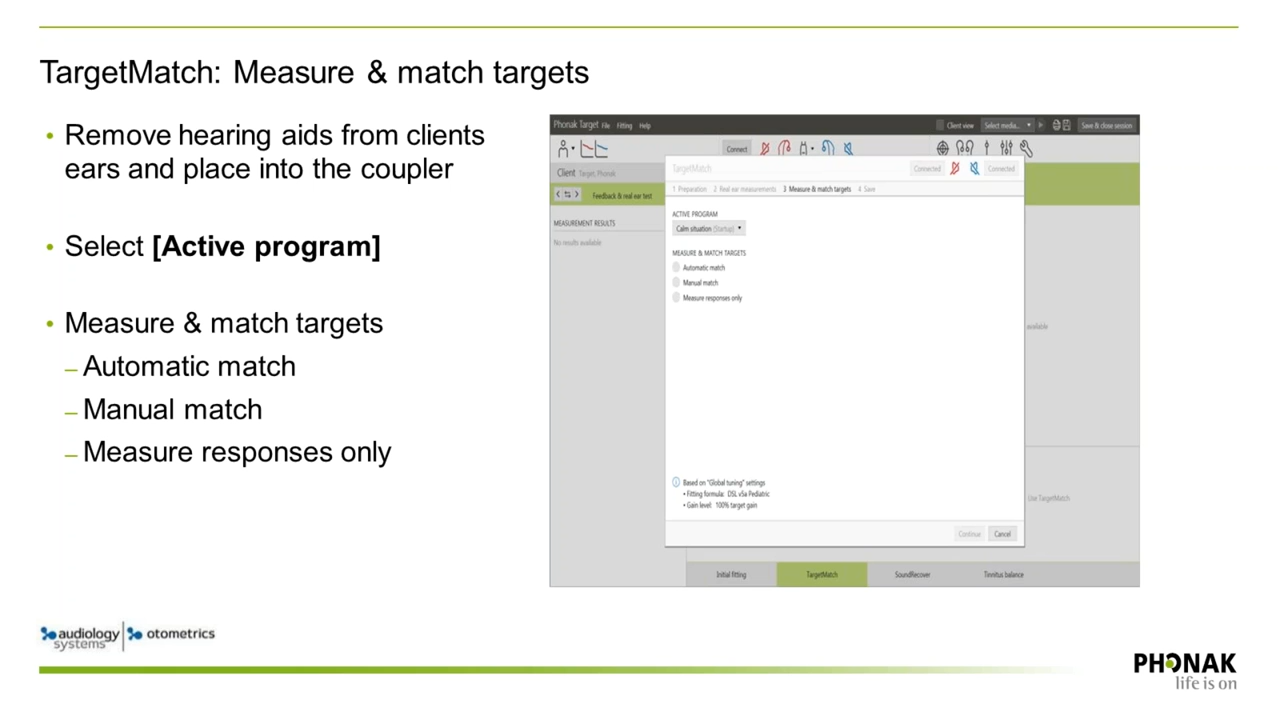 TargetMatch: Measure & match targets
• Remove hearing aids from clients
ears and place into the coupler
• Select [Active program]
• Measure & match targets
– Automatic match
– Manual match
– Measure responses only
Phonak Target File Fitting Help
Client view Select media... Save & close session
Connect
Client Target, Phonak
Feedback & real ear test
MEASUREMENT RESULTS
No results available
TargetMatch
Connected Connected
1 Preparation 2 Real ear measurements 3 Measure & match targets 4 Save
ACTIVE PROGRAM
Calm situation (Startup)
MEASURE & MATCH TARGETS
Automatic match
Manual match
Measure responses only
available
Based on "Global tuning" settings
• Fitting formula: DSL v5a Pediatric
• Gain level: 100% target gain
Use TargetMatch
Continue Cancel
Initial fitting TargetMatch SoundRecover Tinnitus balance
audiology systems otometrics
PHONAK
life is on